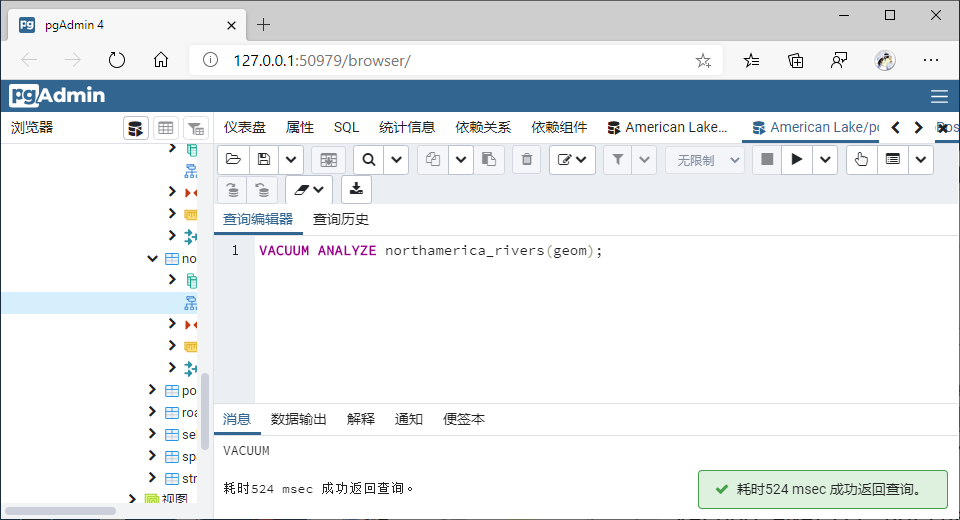 pgAdmin 4
127.0.0.1:50979/browser/
pgAdmin
浏览器
仪表盘 属性 SQL 统计信息 依赖关系 依赖组件 American Lake... American Lake/po
无限制
查询编辑器 查询历史
1 VACUUM ANALYZE northamerica_rivers(geom);
no
po
roa
sel
spa
str
视图
消息 数据输出 解释 通知 便签本
VACUUM
耗时524 msec 成功返回查询。
耗时524 msec 成功返回查询。